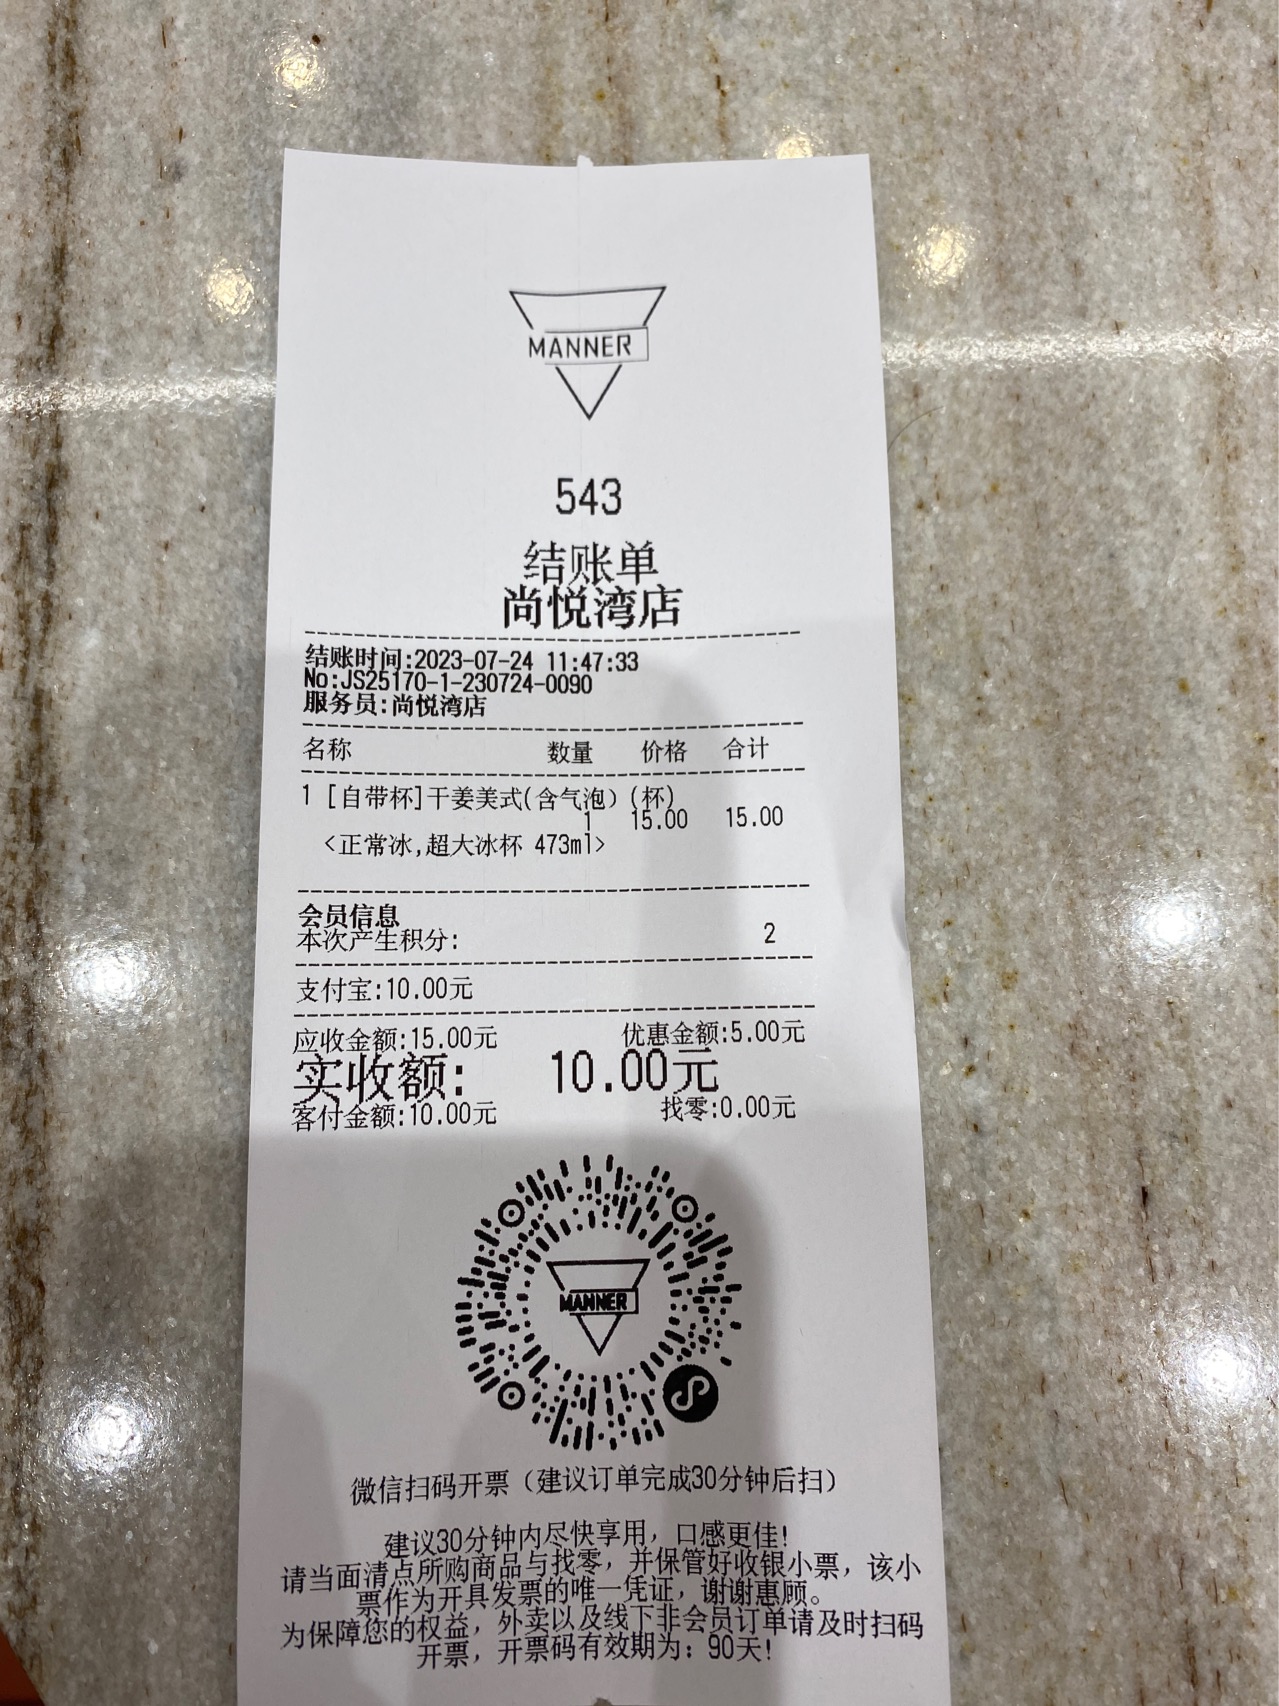 MANNER
543
结账单
尚悦湾店
结账时间:2023-07-24 11:47:33
No:JS25170-1-230724-0090
服务员:尚悦湾店
名称 数量 价格 合计
1 [自带杯]干姜美式(含气泡)(杯)
1 15.00 15.00
<正常冰,超大冰杯 473ml>
会员信息
本次产生积分: 2
支付宝:10.00元
应收金额:15.00元 优惠金额:5.00元
实收额: 10.00元
客付金额:10.00元 找零:0.00元
MANNER
微信扫码开票（建议订单完成30分钟后扫）
建议30分钟内尽快享用，口感更佳!
请当面清点所购商品与找零，并保管好收银小票，该小
票作为开具发票的唯一凭证，谢谢惠顾。
为保障您的权益，外卖以及线下非会员订单请及时扫码
开票，开票码有效期为：90天!